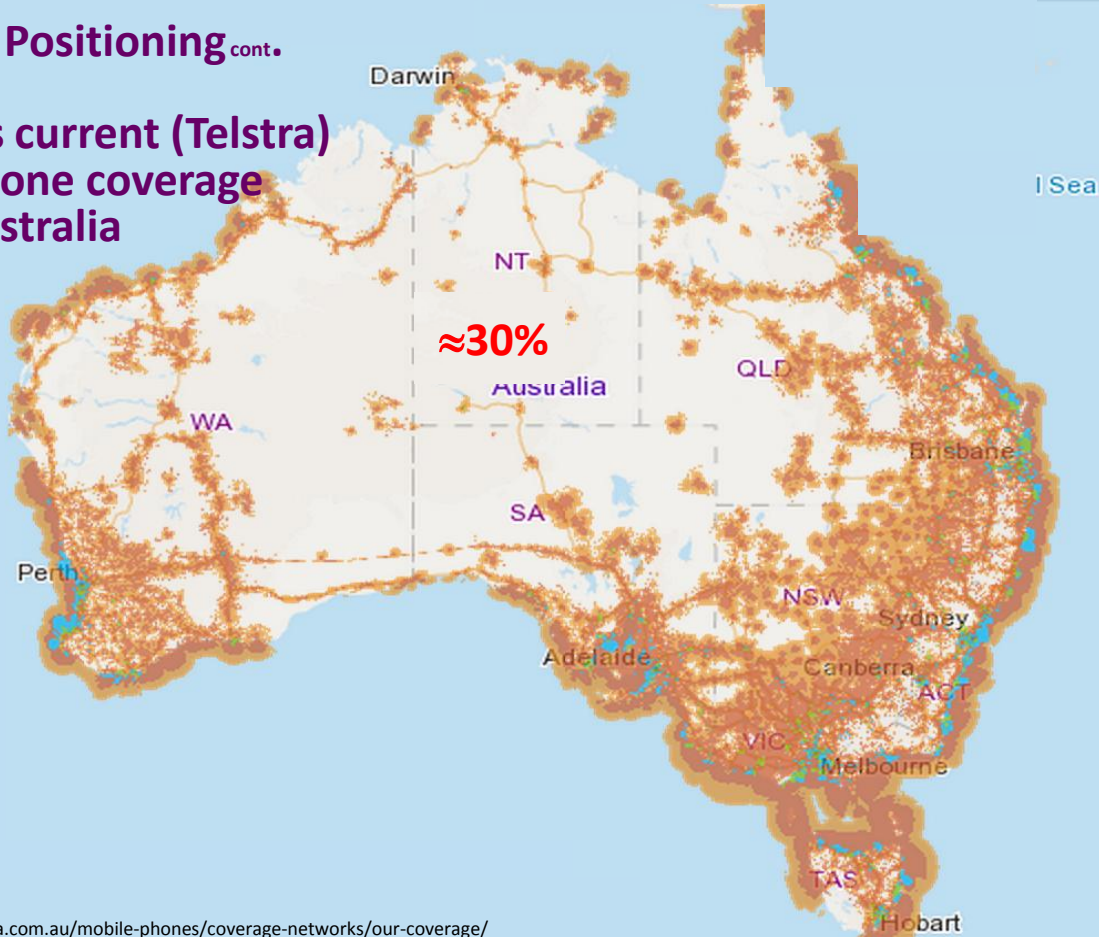 Positioning cont.
Darwin
s current (Telstra)
one coverage
stralia
l Sea
NT
≈30%
Australia
QLD
WA
Brisbane
SA
Perth
NSW
Sydney
Adelaide
Canberra
ACT
VIC
Melbourne
TAS
Hobart
a.com.au/mobile-phones/coverage-networks/our-coverage/